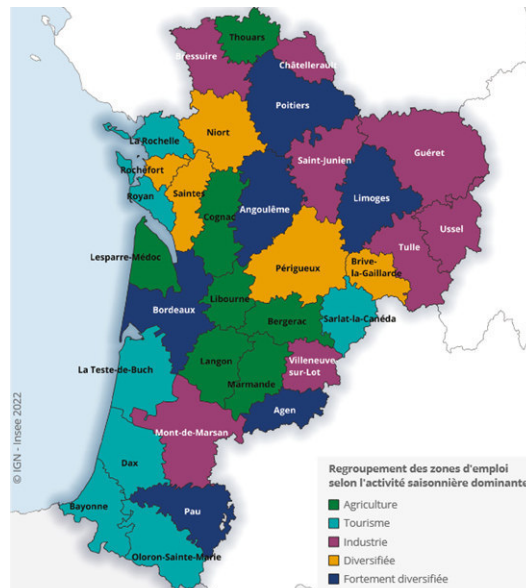 Thouars
Bressuire
Châtellerault
Poitiers
Niort
La Rochelle
Saint-Junien
Guéret
Rochefort
Saintes
Royan
Cognac
Angoulême
Limoges
Ussel
Tulle
Lesparre-Médoc
Périgueux
Brive-
la-Gaillarde
Libourne
Bordeaux
Bergerac
Sarlat-la-Canéda
La Teste-de-Buch
Langon
Villeneuve
sur-Lot
Marmande
Agen
Mont-de-Marsan
Dax
Bayonne
Pau
Oloron-Sainte-Marie
© IGN - Insee 2022
Regroupement des zones d'emploi
selon l'activité saisonnière dominante
Agriculture
Tourisme
Industrie
Diversifiée
Fortement diversifiée